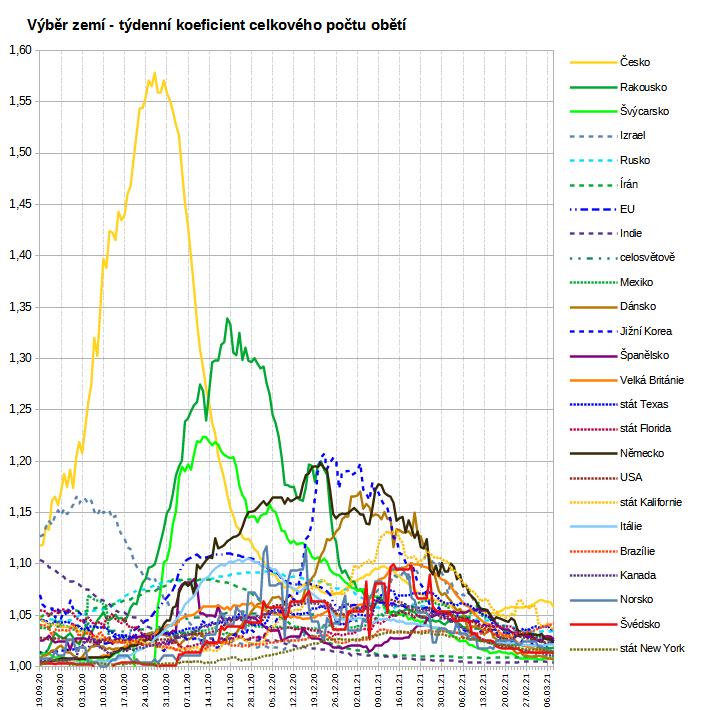 Výběr zemí - týdenní koeficient celkového počtu obětí
1,60
1,55
1,50
1,45
1,40
1,35
1,30
1,25
1,20
1,15
1,10
1,05
1,00
19.09.20
26.09.20
03.10.20
10.10.20
17.10.20
24.10.20
31.10.20
07.11.20
14.11.20
21.11.20
28.11.20
05.12.20
12.12.20
19.12.20
26.12.20
02.01.21
09.01.21
16.01.21
23.01.21
30.01.21
06.02.21
13.02.21
20.02.21
27.02.21
06.03.21
Česko
Rakousko
Švýcarsko
Izrael
Rusko
Írán
EU
Indie
celosvětově
Mexiko
Dánsko
Jižní Korea
Španělsko
Velká Británie
stát Texas
stát Florida
Německo
USA
stát Kalifornie
Itálie
Brazílie
Kanada
Norsko
Švédsko
stát New York